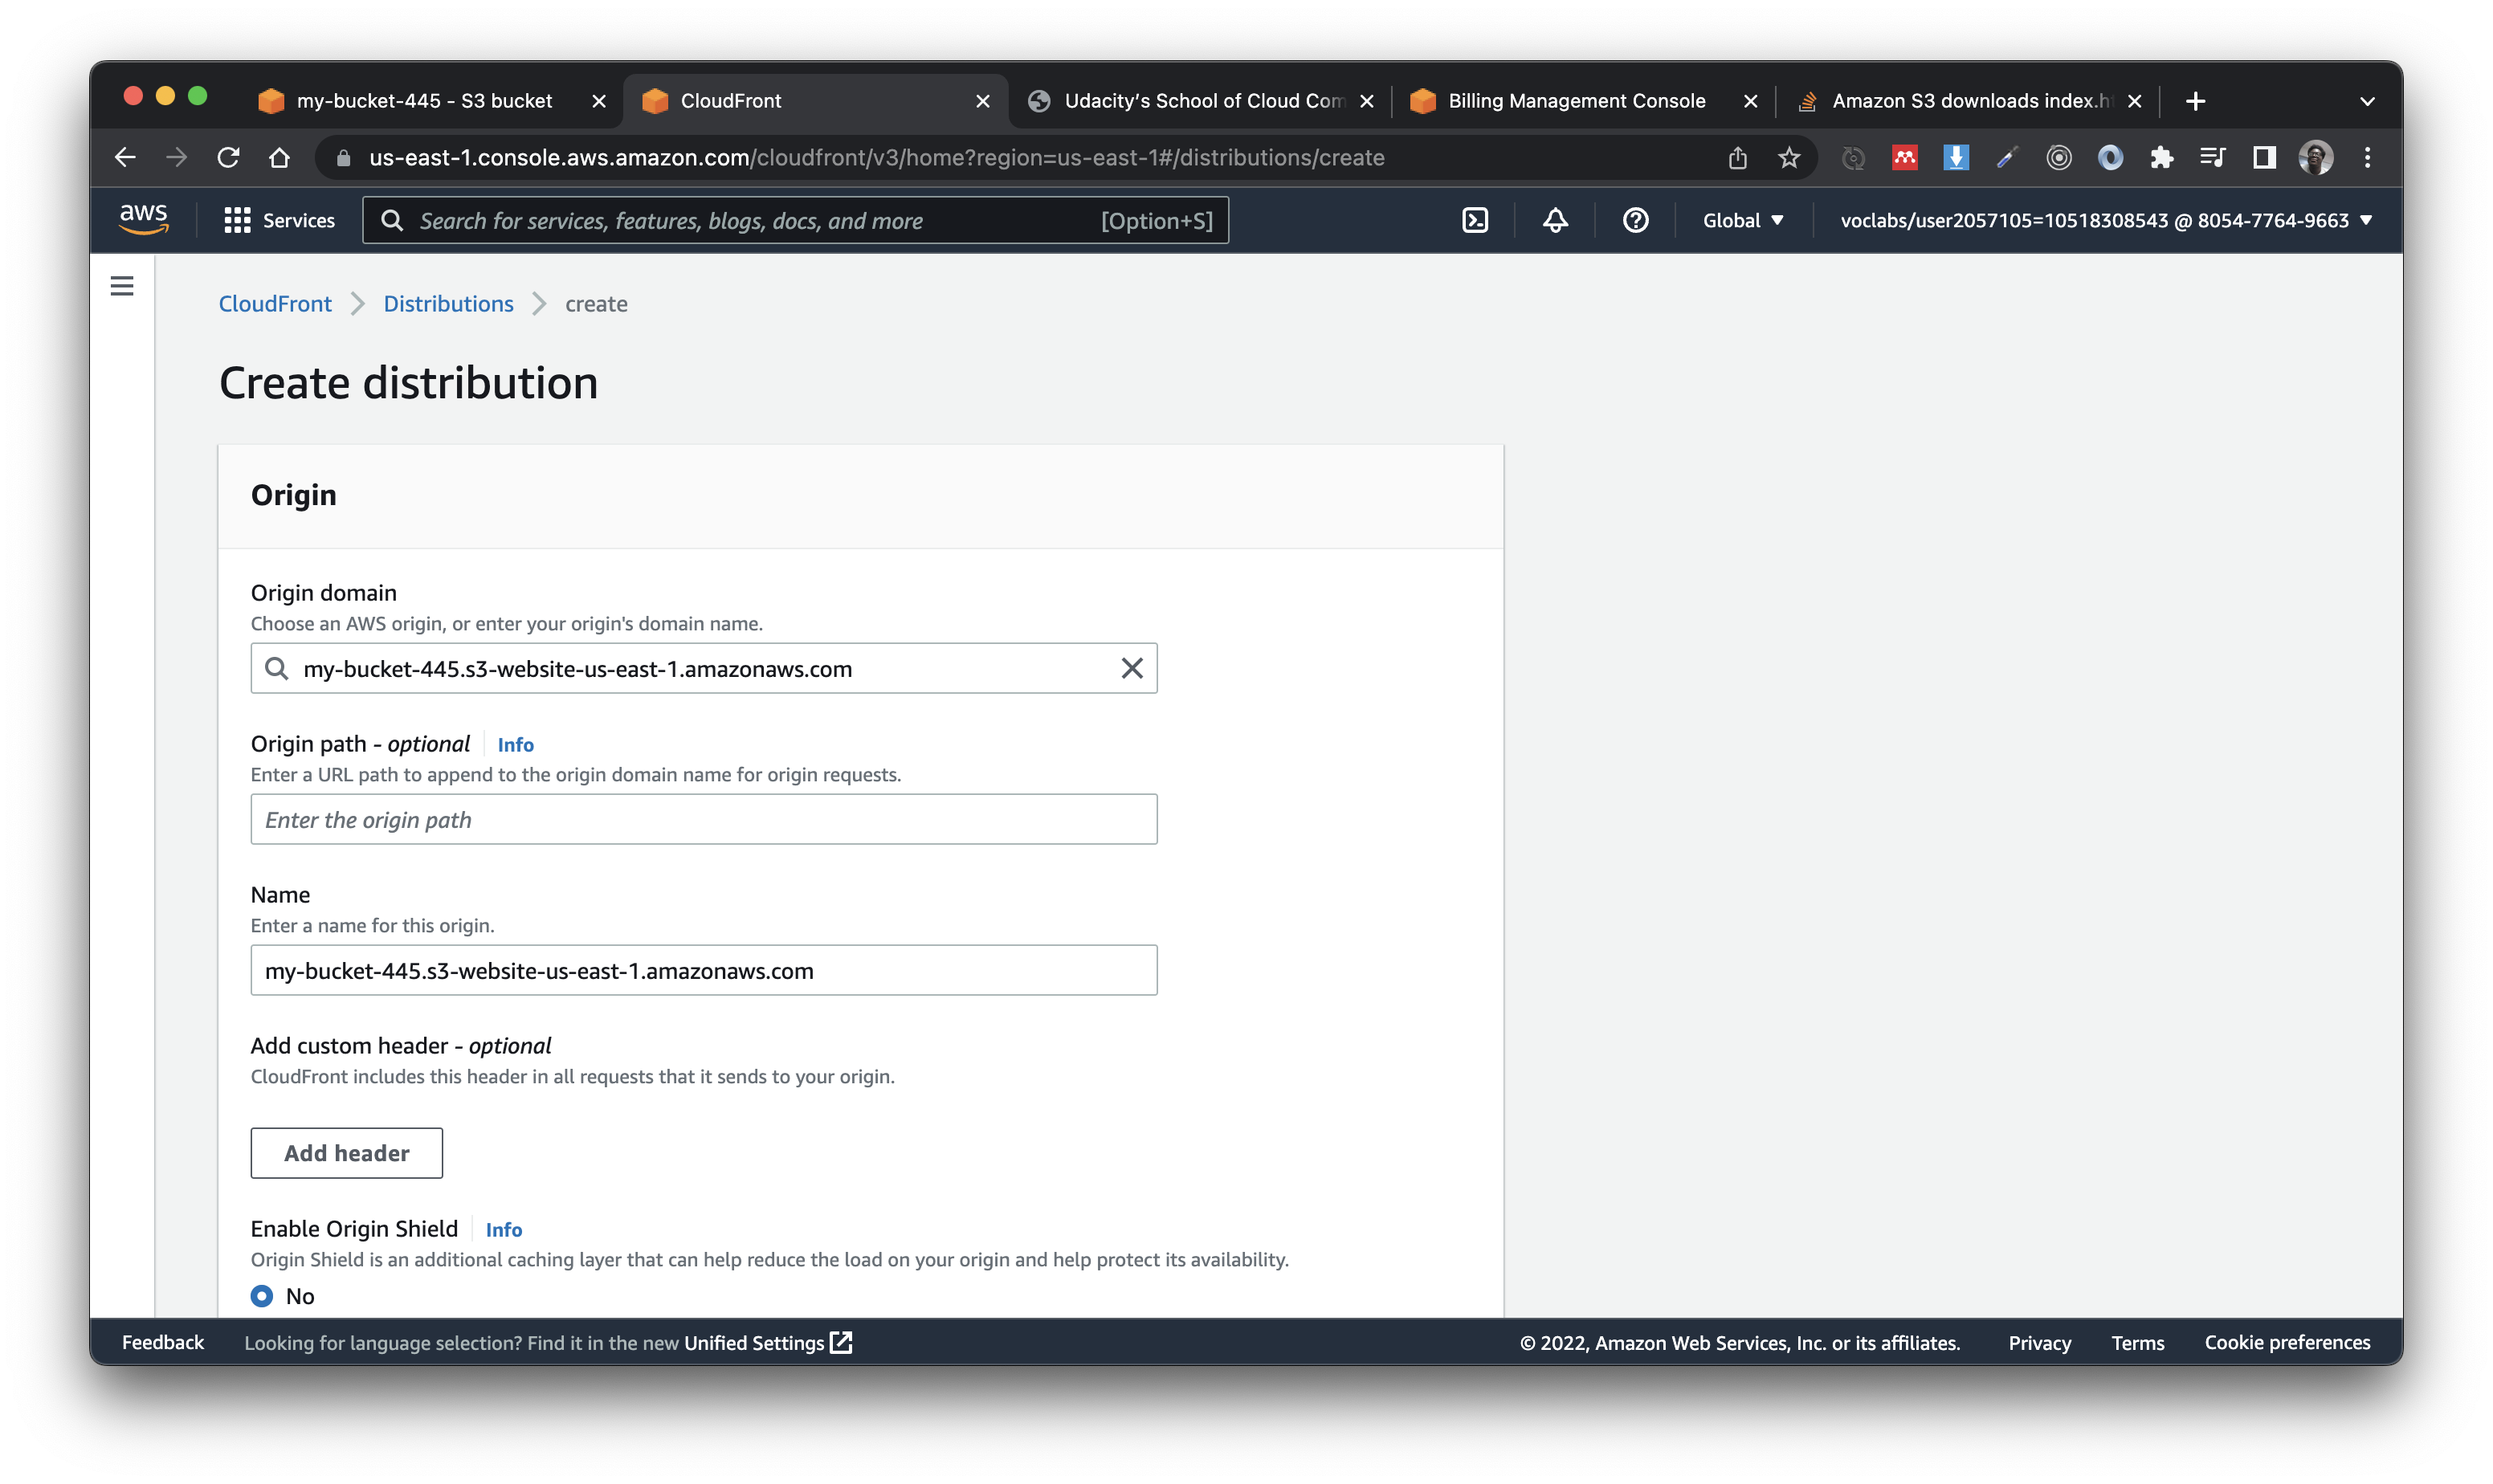 my-bucket-445 - S3 bucket
CloudFront
Udacity’s School of Cloud Com
Billing Management Console
Amazon S3 downloads index.h
us-east-1.console.aws.amazon.com/cloudfront/v3/home?region=us-east-1#/distributions/create
aws
Services
Search for services, features, blogs, docs, and more
[Option+S]
Global
voclabs/user2057105=10518308543 @ 8054-7764-9663
CloudFront
Distributions
create
Create distribution
Origin
Origin domain
Choose an AWS origin, or enter your origin's domain name.
my-bucket-445.s3-website-us-east-1.amazonaws.com
Origin path - optional
Info
Enter a URL path to append to the origin domain name for origin requests.
Enter the origin path
Name
Enter a name for this origin.
my-bucket-445.s3-website-us-east-1.amazonaws.com
Add custom header - optional
CloudFront includes this header in all requests that it sends to your origin.
Add header
Enable Origin Shield
Info
Origin Shield is an additional caching layer that can help reduce the load on your origin and help protect its availability.
No
Feedback
Looking for language selection? Find it in the new Unified Settings
© 2022, Amazon Web Services, Inc. or its affiliates.
Privacy
Terms
Cookie preferences